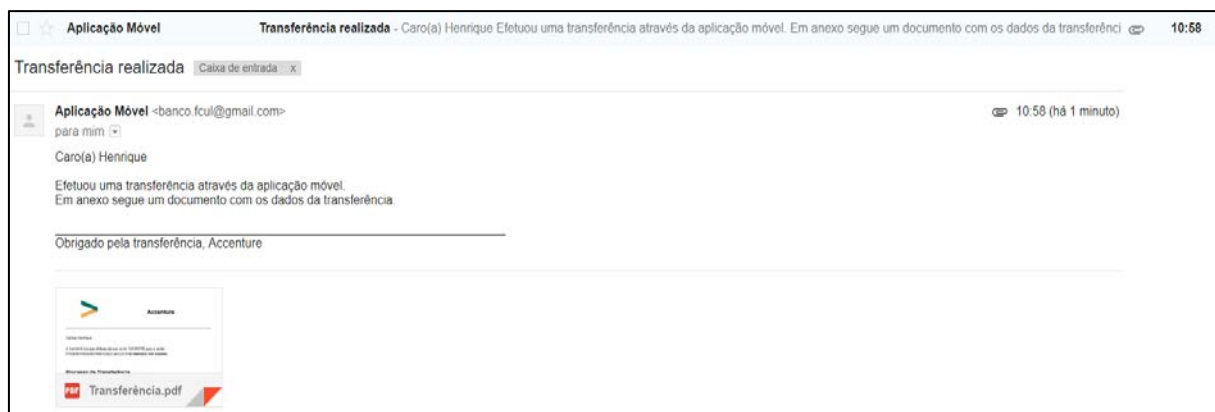 Aplicação Móvel Transferência realizada - Caro(a) Henrique Efetuou uma transferência através da aplicação móvel. Em anexo segue um documento com os dados da transferênci 10:58
Transferência realizada Caixa de entrada x
Aplicação Móvel <banco.fcul@gmail.com> 10:58 (há 1 minuto)
para mim
Caro(a) Henrique
Efetuou uma transferência através da aplicação móvel.
Em anexo segue um documento com os dados da transferência.
Obrigado pela transferência, Accenture
Accenture
PDF Transferência.pdf